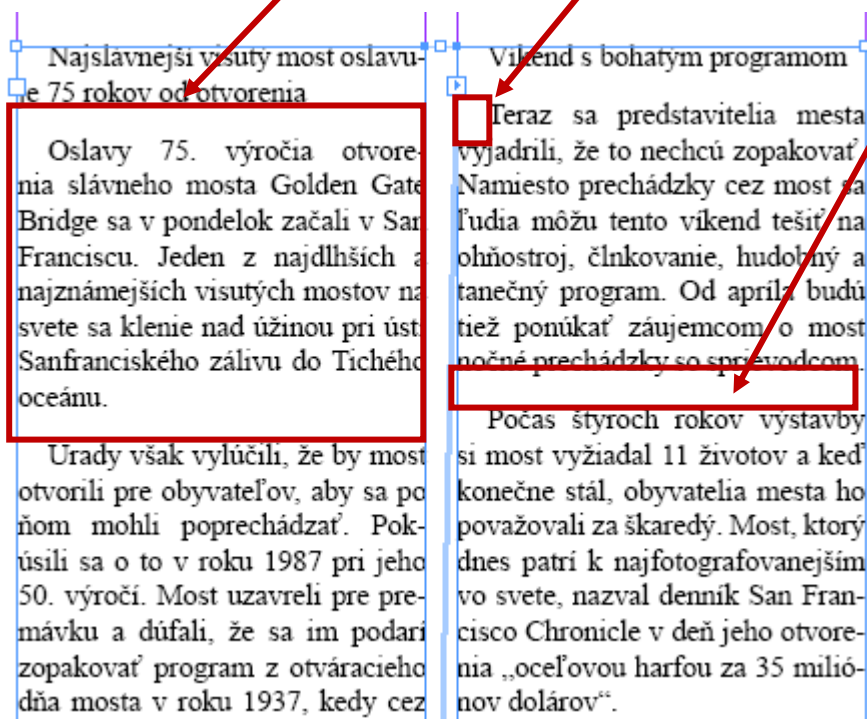 Najslávnejší visutý most oslavu-
je 75 rokov od otvorenia
Oslavy 75. výročia otvore-
nia slávneho mosta Golden Gate
Bridge sa v pondelok začali v San
Franciscu. Jeden z najdlhších a
najznámejších visutých mostov na
svete sa klenie nad úžinou pri ústí
Sanfranciského zálivu do Tichého
oceánu.
Úrady však vylúčili, že by most
otvorili pre obyvateľov, aby sa po
ňom mohli poprechádzať. Pok-
úsili sa o to v roku 1987 pri jeho
50. výročí. Most uzavreli pre pre-
mávku a dúfali, že sa im podarí
zopakovať program z otváracieho
dňa mosta v roku 1937, kedy cez
Víkend s bohatým programom
Teraz sa predstavitelia mesta
vyjadrili, že to nechcú zopakovať.
Namiesto prechádzky cez most sa
ľudia môžu tento víkend tešiť na
ohňostroj, člnkovanie, hudobný a
tanečný program. Od apríla budú
tiež ponúkať záujemcom o most
nočné prechádzky so sprievodcom.
Počas štyroch rokov výstavby
si most vyžiadal 11 životov a keď
konečne stál, obyvatelia mesta ho
považovali za škaredý. Most, ktorý
dnes patrí k najfotografovanejším
vo svete, nazval denník San Fran-
cisco Chronicle v deň jeho otvore-
nia „oceľovou harfou za 35 milió-
nov dolárov“.